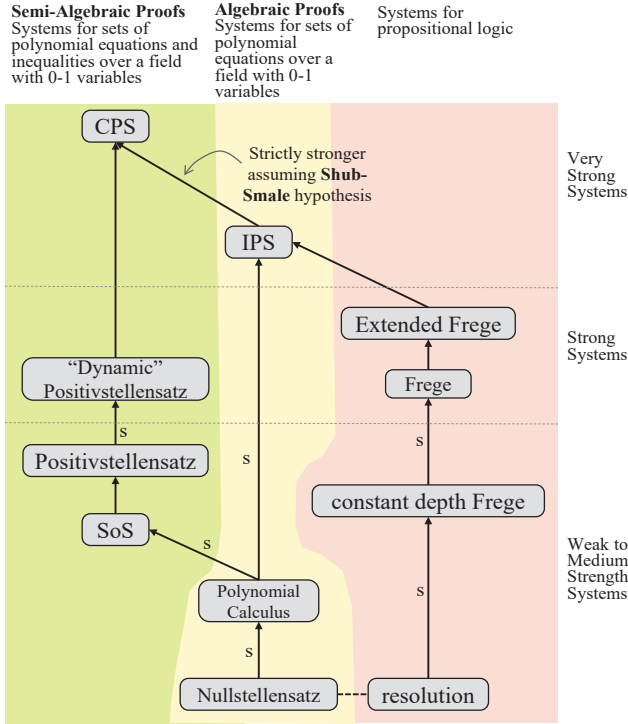 Semi-Algebraic Proofs
Systems for sets of
polynomial equations and
inequalities over a field
with 0-1 variables
Algebraic Proofs
Systems for sets of
polynomial
equations over a
field with 0-1
variables
Systems for
propositional logic
CPS
Strictly stronger
assuming Shub-
Smale hypothesis
Very
Strong
Systems
IPS
Extended Frege
Strong
Systems
“Dynamic”
Positivstellensatz
Frege
s
s
s
Positivstellensatz
constant depth Frege
SoS
s
Weak to
Medium
Strength
Systems
Polynomial
Calculus
s
s
Nullstellensatz
resolution